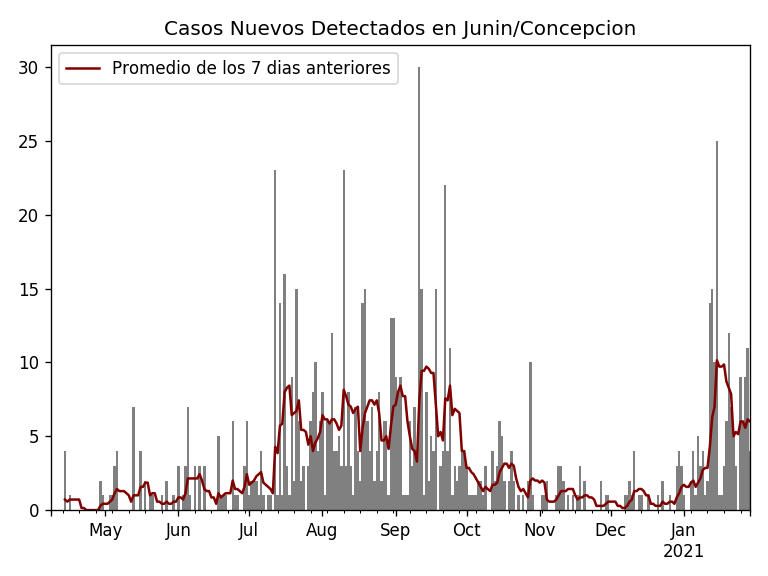 Casos Nuevos Detectados en Junin/Concepcion
Promedio de los 7 dias anteriores
30
25
20
15
10
5
0
May Jun Jul Aug Sep Oct Nov Dec Jan
2021